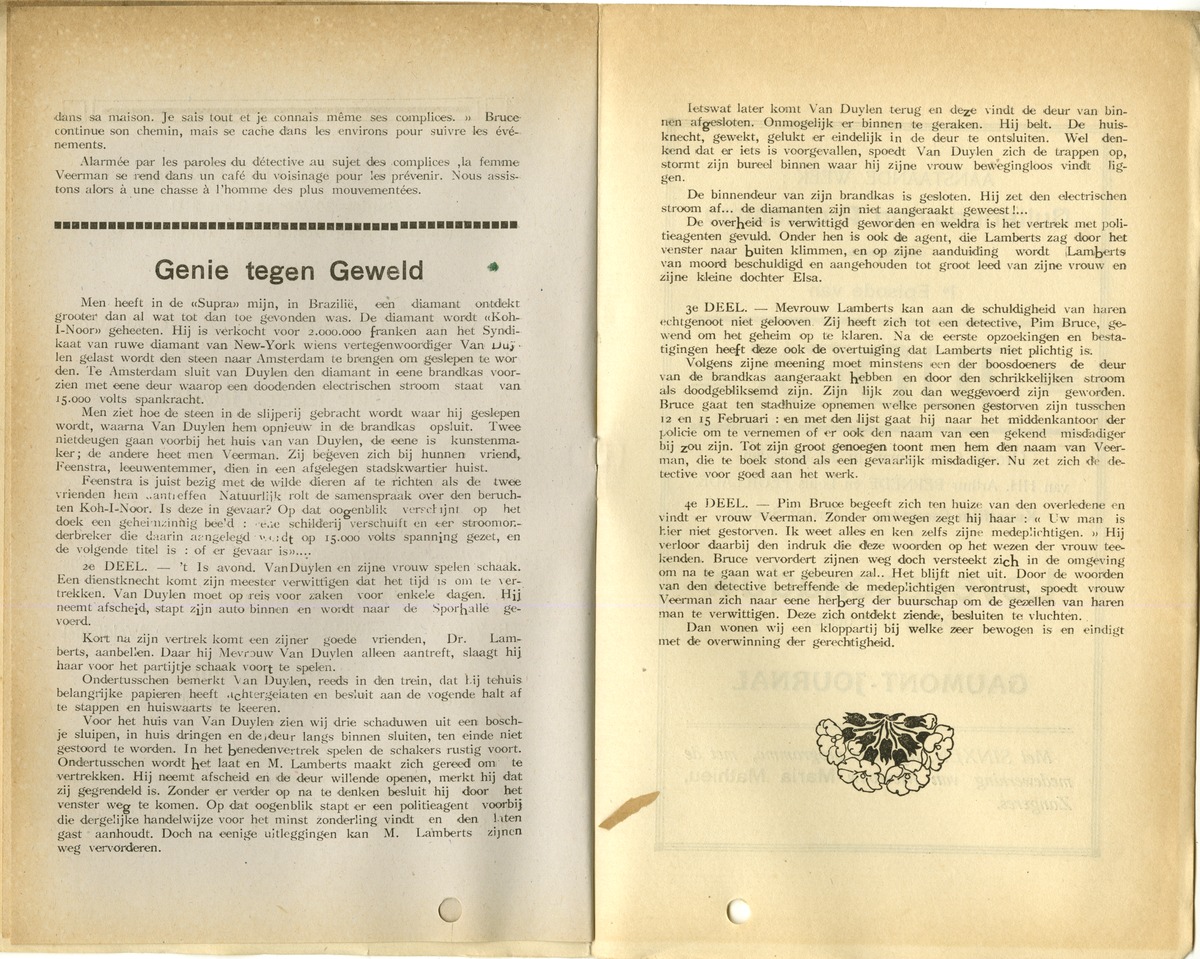 dans sa maison. Je sais tout et je connais même ses complices. » Bruce
continue son chemin, mais se cache dans les environs pour suivre les évé-
nements.
Alarmée par les paroles du détective au sujet des complices ,la femme
Veerman se rend dans un café du voisinage pour les prévenir. Nous assis-
tons alors à une chasse à l'homme des plus mouvementées.
Genie tegen Geweld
Men heeft in de «Supra» mijn, in Brazilië, een diamant ontdekt
grooter dan al wat tot dan toe gevonden was. De diamant wordt «Koh-
I-Noor» geheeten. Hij is verkocht voor 2.000.000 franken aan het Syndi-
kaat van ruwe diamant van New-York wiens vertegenwoordiger Van Duy-
len gelast wordt den steen naar Amsterdam te brengen om geslepen te wor
den. Te Amsterdam sluit van Duylen den diamant in eene brandkas voor-
zien met eene deur waarop een doodenden electrischen stroom staat van
15.000 volts spankracht.
Men ziet hoe de steen in de slijperij gebracht wordt waar hij geslepen
wordt, waarna Van Duylen hem opnieuw in de brandkas opsluit. Twee
nietdeugen gaan voorbij het huis van van Duylen, de eene is kunstenma-
ker; de andere heet men Veerman. Zij begeven zich bij hunnen vriend,
Feenstra, leeuwentemmer, dien in een afgelegen stadskwartier huist.
Feenstra is juist bezig met de wilde dieren af te richten als de twee
vrienden hem aantreffen Natuurlijk rolt de samenspraak over den beruch-
ten Koh-I-Noor. Is deze in gevaar? Op dat oogenblik verschijnt op het
doek een geheimzinnig beeld : eene schilderij verschuift en eer stroomon-
derbreker die daarin aangelegd wordt op 15.000 volts spanning gezet, en
de volgende titel is : of er gevaar is»....
2e DEEL. — 't Is avond. VanDuylen en zijne vrouw spelen schaak.
Een dienstknecht komt zijn meester verwittigen dat het tijd is om te ver-
trekken. Van Duylen moet op reis voor zaken voor enkele dagen. Hij
neemt afscheid, stapt zijn auto binnen en wordt naar de Sporhalle ge-
voerd.
Kort na zijn vertrek komt een zijner goede vrienden, Dr. Lam-
berts, aanbellen. Daar hij Mevrouw Van Duylen alleen aantreft, slaagt hij
haar voor het partijtje schaak voort te spelen.
Ondertusschen bemerkt Van Duylen, reeds in den trein, dat hij tehuis
belangrijke papieren heeft achtergelaten en besluit aan de vogende halt af
te stappen en huiswaarts te keeren.
Voor het huis van Van Duylen zien wij drie schaduwen uit een bosch-
je sluipen, in huis dringen en de deur langs binnen sluiten, ten einde niet
gestoord te worden. In het benedenvertrek spelen de schakers rustig voort.
Ondertusschen wordt het laat en M. Lamberts maakt zich gereed om te
vertrekken. Hij neemt afscheid en de deur willende openen, merkt hij dat
zij gegrendeld is. Zonder er verder op na te denken besluit hij door het
venster weg te komen. Op dat oogenblik stapt er een politieagent voorbij
die dergelijke handelwijze voor het minst zonderling vindt en den laten
gast aanhoudt. Doch na eenige uitleggingen kan M. Lamberts zijnen
weg vervorderen.
Ietswat later komt Van Duylen terug en deze vindt de deur van bin-
nen afgesloten. Onmogelijk er binnen te geraken. Hij belt. De huis-
knecht, gewekt, gelukt er eindelijk in de deur te ontsluiten. Wel den-
kend dat er iets is voorgevallen, spoedt Van Duylen zich de trappen op,
stormt zijn bureel binnen waar hij zijne vrouw bewegingloos vindt lig-
gen.
De binnendeur van zijn brandkas is gesloten. Hij zet den electrischen
stroom af... de diamanten zijn niet aangeraakt geweest!...
De overheid is verwittigd geworden en weldra is het vertrek met poli-
tieagenten gevuld. Onder hen is ook de agent, die Lamberts zag door het
venster naar buiten klimmen, en op zijne aanduiding wordt Lamberts
van moord beschuldigd en aangehouden tot groot leed van zijne vrouw en
zijne kleine dochter Elsa.
3e DEEL. — Mevrouw Lamberts kan aan de schuldigheid van haren
echtgenoot niet gelooven. Zij heeft zich tot een detective, Pim Bruce, ge-
wend om het geheim op te klaren. Na de eerste opzoekingen en besta-
tigingen heeft deze ook de overtuiging dat Lamberts niet plichtig is.
Volgens zijne meening moet minstens een der boosdoeners de deur
van de brandkas aangeraakt hebben en door den schrikkelijken stroom
als doodgebliksemd zijn. Zijn lijk zou dan weggevoerd zijn geworden.
Bruce gaat ten stadhuize opnemen welke personen gestorven zijn tusschen
12 en 15 Februari : en met den lijst gaat hij naar het middenkantoor der
policie om te vernemen of er ook den naam van een gekend misdadiger
bij zou zijn. Tot zijn groot genoegen toont men hem den naam van Veer-
man, die te boek stond als een gevaarlijk misdadiger. Nu zet zich de de-
tective voor goed aan het werk.
4e DEEL. — Pim Bruce begeeft zich ten huize van den overledene en
vindt er vrouw Veerman. Zonder omwegen zegt hij haar : « Uw man is
hier niet gestorven. Ik weet alles en ken zelfs zijne medeplichtigen. » Hij
verloor daarbij den indruk die deze woorden op het wezen der vrouw tee-
kenden. Bruce vervordert zijnen weg doch versteekt zich in de omgeving
om na te gaan wat er gebeuren zal.. Het blijft niet uit. Door de woorden
van den detective betreffende de medeplichtigen verontrust, spoedt vrouw
Veerman zich naar eene herberg der buurschap om de gezellen van haren
man te verwittigen. Deze zich ontdekt ziende, besluiten te vluchten.
Dan wonen wij een kloppartij bij welke zeer bewogen is en eindigt
met de overwinning der gerechtigheid.